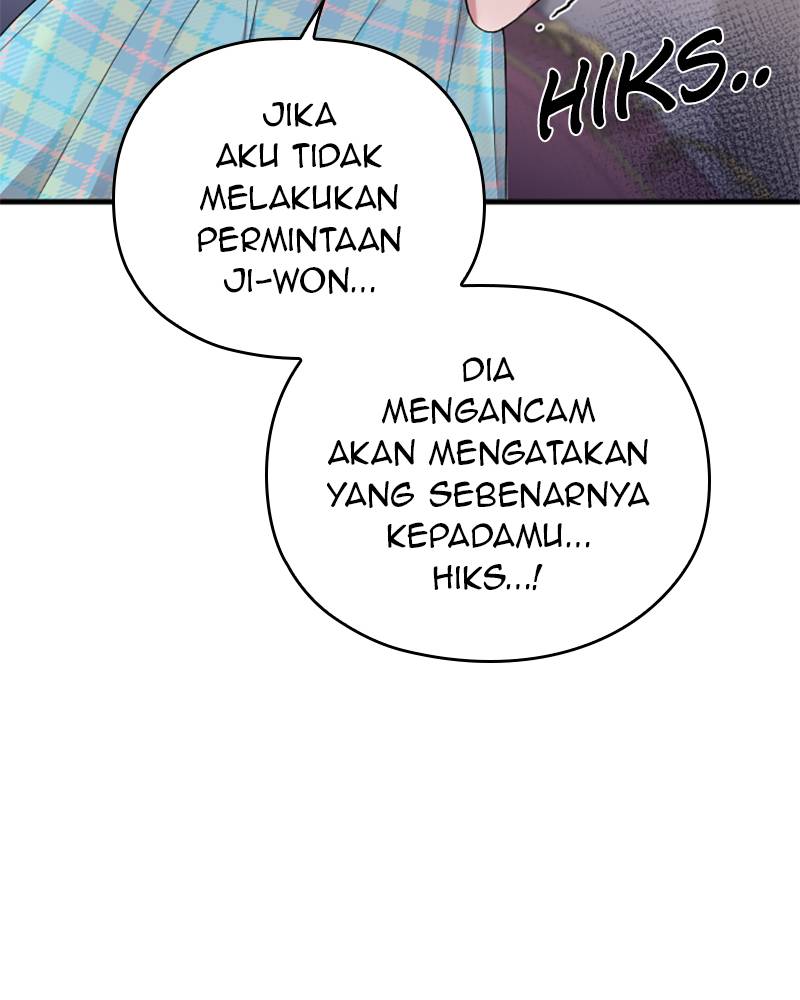 HIKS..
JIKA
AKU TIDAK
MELAKUKAN
PERMINTAAN
JI-WON...
DIA
MENGANCAM
AKAN MENGATAKAN
YANG SEBENARNYA
KEPADAMU...
HIKS...!